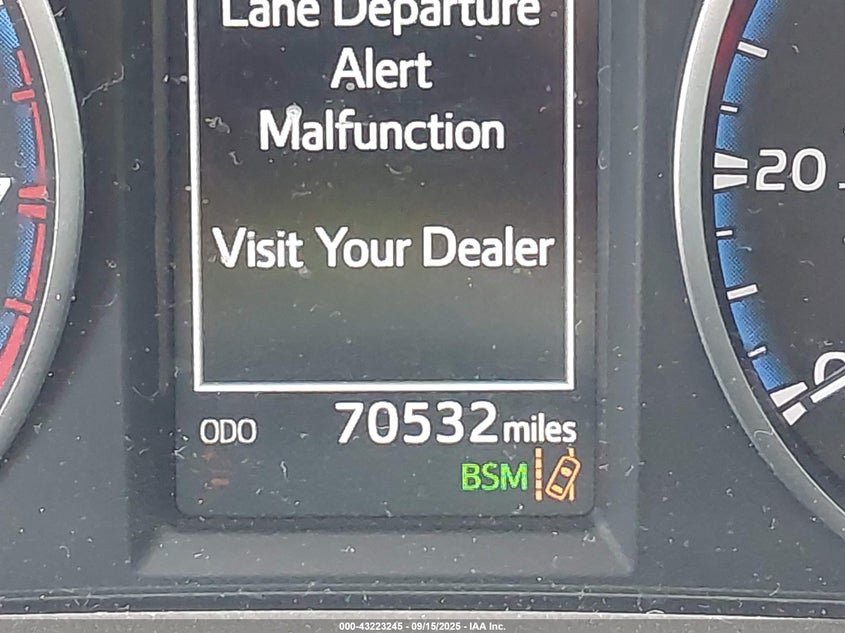 Lane Departure
Alert
Malfunction
Visit Your Dealer
20
ODO 70532 miles
BSM
000-43223245 - 09/15/2025 - IAA Inc.